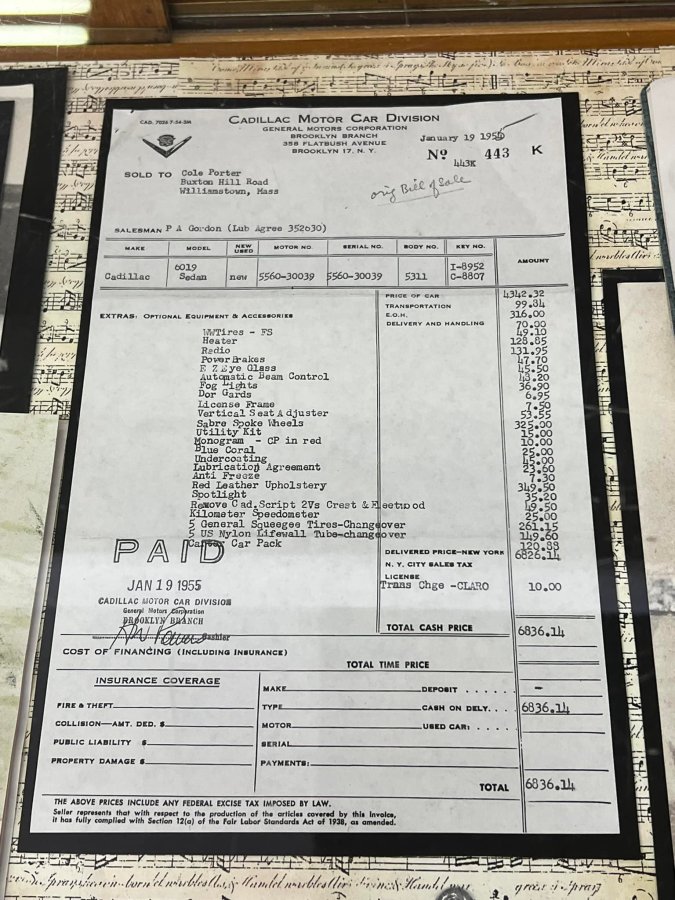 CAD. 7026 7-54-3M
CADILLAC MOTOR CAR DIVISION
GENERAL MOTORS CORPORATION
BROOKLYN BRANCH
358 FLATBUSH AVENUE
BROOKLYN 17, N. Y.
January 19 1955
No 443 K
443K
SOLD TO Cole Porter
Buxton Hill Road
Williamstown, Mass
orig Bill of Sale
SALESMAN P A Gordon (Lub Agree 352630)
MAKE MODEL NEW USED MOTOR NO. SERIAL NO. BODY NO. KEY NO. AMOUNT
Cadillac 6019 Sedan new 5560-30039 5560-30039 5311 I-8952 C-8807
PRICE OF CAR 4342.32
TRANSPORTATION 99.84
E.O.H. 316.00
DELIVERY AND HANDLING 70.00
EXTRAS: OPTIONAL EQUIPMENT & ACCESSORIES
WWTires - FS 49.10
Heater 128.85
Radio 131.95
PowerBrakes 47.70
E Z Eye Glass 45.50
Automatic Beam Control 43.20
Fog Lights 36.90
Dor Gards 6.95
License Frame 7.50
Vertical Seat Adjuster 53.55
Sabre Spoke Wheels 325.00
Utility Kit 15.00
Monogram - CP in red 10.00
Blue Coral 25.00
Undercoating 45.00
Lubrication Agreement 23.60
Anti Freeze 7.30
Red Leather Upholstery 349.50
Spotlight 35.20
Remove Cad.Script 2Vs Crest & Fleetwood 49.50
Kilometer Speedometer 25.00
5 General Squeegee Tires-Changeover 261.15
5 US Nylon Lifewall Tube-changeover 149.60
Canter Car Pack 120.88
DELIVERED PRICE-NEW YORK 6826.14
N. Y. CITY SALES TAX
LICENSE
Trans Chge -CLARO 10.00
PAID
JAN 19 1955
CADILLAC MOTOR CAR DIVISION
General Motors Corporation
BROOKLYN BRANCH
Cashier
TOTAL CASH PRICE 6836.14
COST OF FINANCING (INCLUDING INSURANCE)
TOTAL TIME PRICE
INSURANCE COVERAGE
FIRE & THEFT
COLLISION—AMT. DED. $
PUBLIC LIABILITY $
PROPERTY DAMAGE $
MAKE DEPOSIT . . . . . -
TYPE CASH ON DELY. . . . 6836.14
MOTOR USED CAR: . . . .
SERIAL
PAYMENTS:
TOTAL 6836.14
THE ABOVE PRICES INCLUDE ANY FEDERAL EXCISE TAX IMPOSED BY LAW.
Seller represents that with respect to the production of the articles covered by this invoice,
it has fully complied with Section 12(a) of the Fair Labor Standards Act of 1938, as amended.